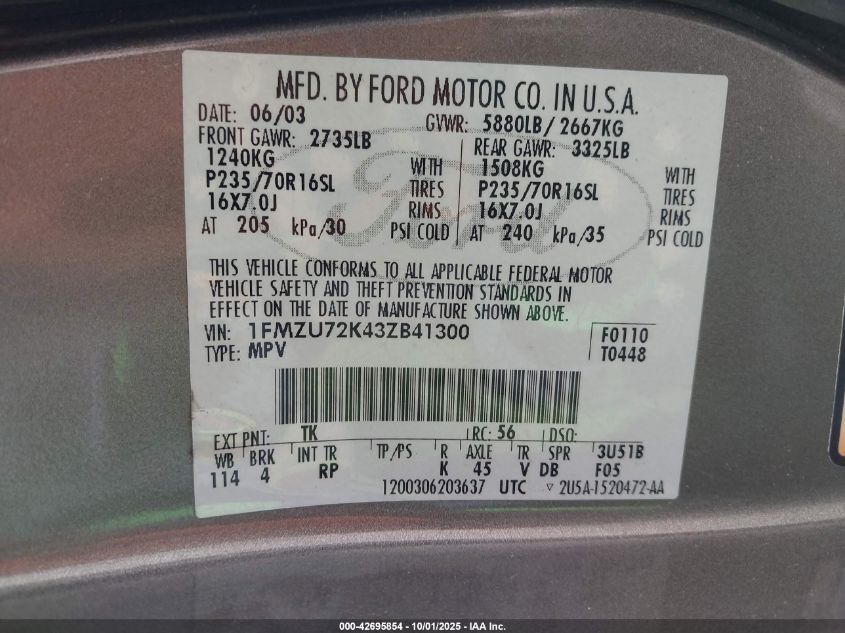 MFD. BY FORD MOTOR CO. IN U.S.A.
DATE: 06/03 GVWR: 5880LB / 2667KG
FRONT GAWR: 2735LB REAR GAWR: 3325LB
1240KG WITH 1508KG WITH
P235/70R16SL TIRES P235/70R16SL TIRES
16X7.0J RIMS 16X7.0J RIMS
AT 205 kPa/30 PSI COLD AT 240 kPa/35 PSI COLD
Ford
THIS VEHICLE CONFORMS TO ALL APPLICABLE FEDERAL MOTOR
VEHICLE SAFETY AND THEFT PREVENTION STANDARDS IN
EFFECT ON THE DATE OF MANUFACTURE SHOWN ABOVE.
VIN: 1FMZU72K43ZB41300 F0110
TYPE: MPV T0448
EXT PNT: TK RC: 56 DSO:
WB BRK INT TR TP/PS R AXLE TR SPR 3U51B
114 4 RP K 45 V DB F05
1200306203637 UTC ▽ 2U5A-1520472-AA
000-42695854 - 10/01/2025 - IAA Inc.